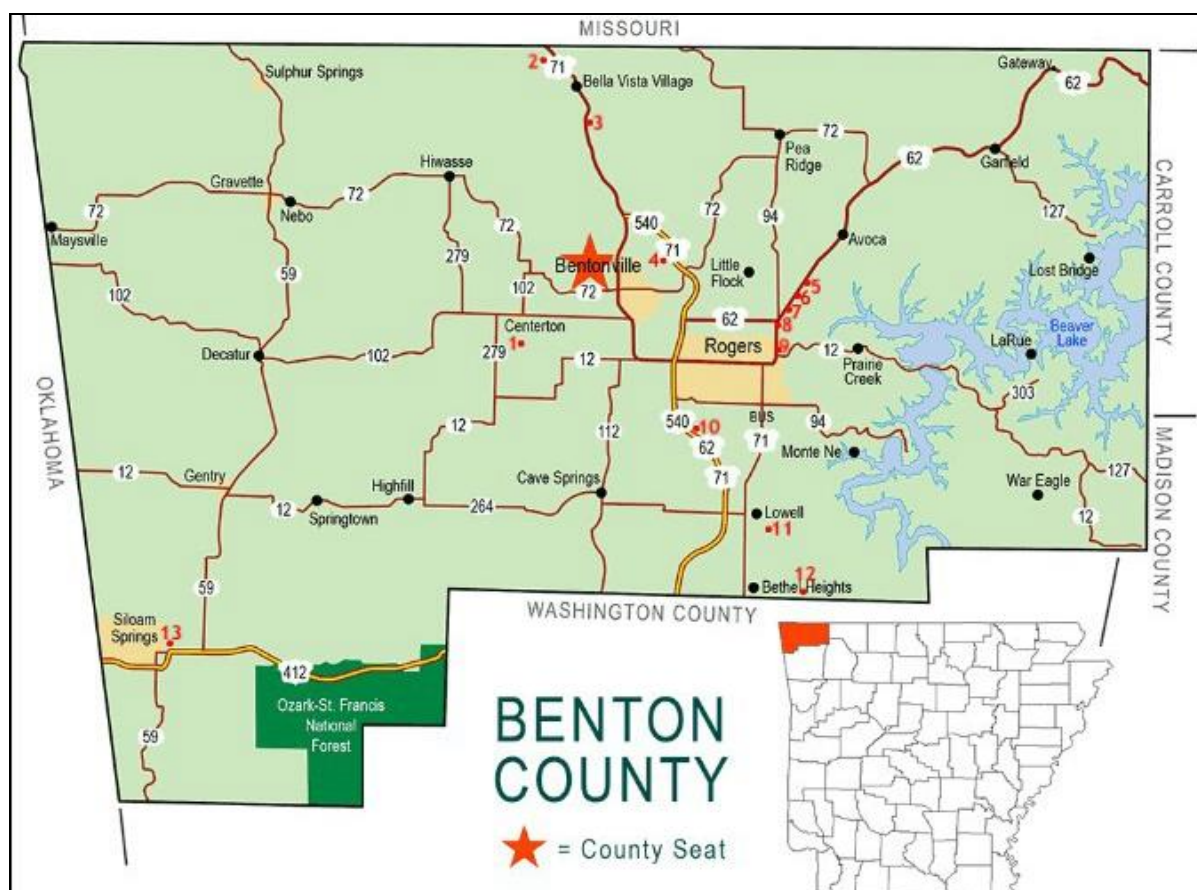 MISSOURI
Sulphur Springs
2
71
Bella Vista Village
Gateway
62
3
Pea
Ridge
72
62
Garfield
CARROLL COUNTY
Hiwasse
Gravette
72
Nebo
72
Maysville
72
72
94
127
540
71
Avoca
59
279
Bentonville
4
Little
Flock
Lost Bridge
102
102
72
5
6
7
62
8
Centerton
1
Rogers
9
Beaver
Lake
LaRue
Decatur
102
279
12
12
Praine
Creek
303
OKLAHOMA
12
112
540
10
BUS
94
62
71
71
Monte Ne
MADISON COUNTY
12
Gentry
Highfill
Cave Springs
127
War Eagle
12
Springtown
264
Lowell
11
12
59
12
Bethel Heights
WASHINGTON COUNTY
Siloam
Springs
13
412
Ozark-St. Francis
National
Forest
59
BENTON
COUNTY
= County Seat